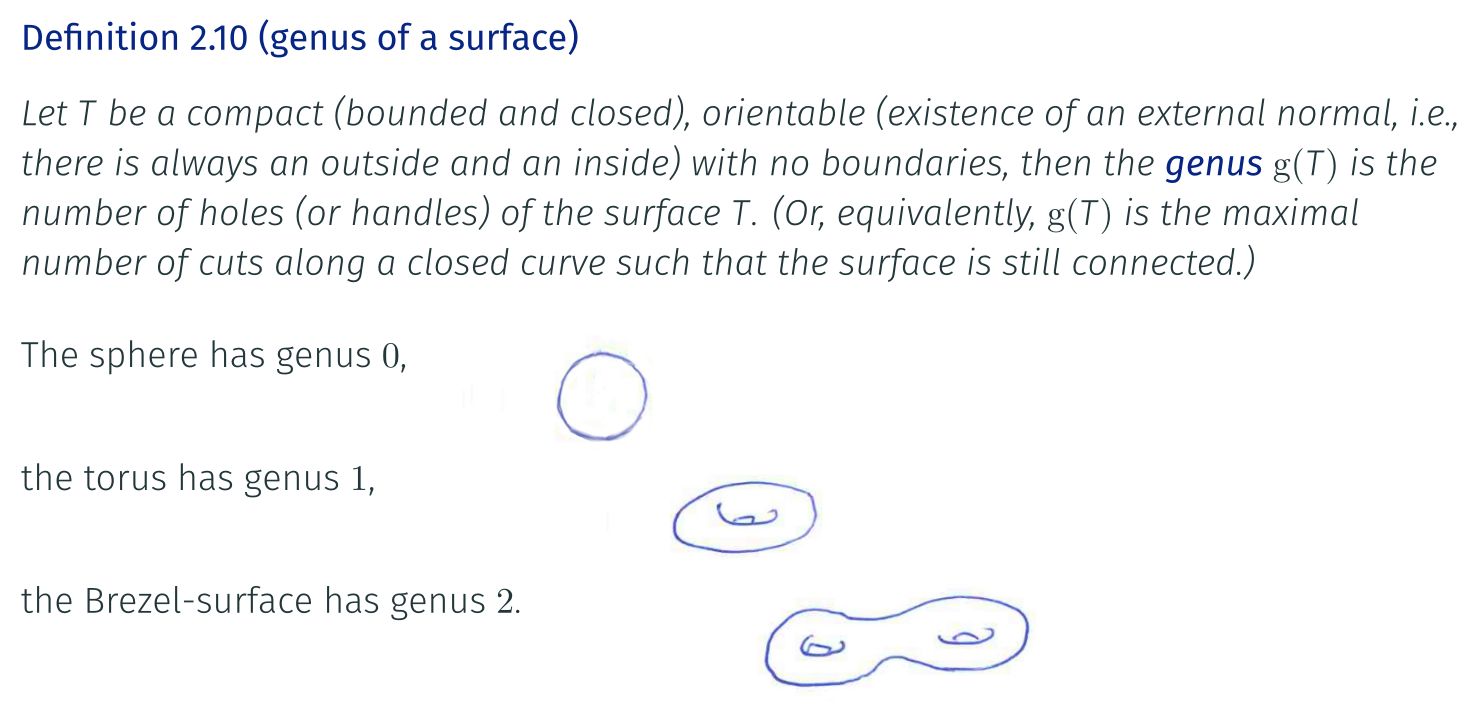 Definition 2.10 (genus of a surface)
Let T be a compact (bounded and closed), orientable (existence of an external normal, i.e.,
there is always an outside and an inside) with no boundaries, then the genus g(T) is the
number of holes (or handles) of the surface T. (Or, equivalently, g(T) is the maximal
number of cuts along a closed curve such that the surface is still connected.)
The sphere has genus 0,
the torus has genus 1,
the Brezel-surface has genus 2.